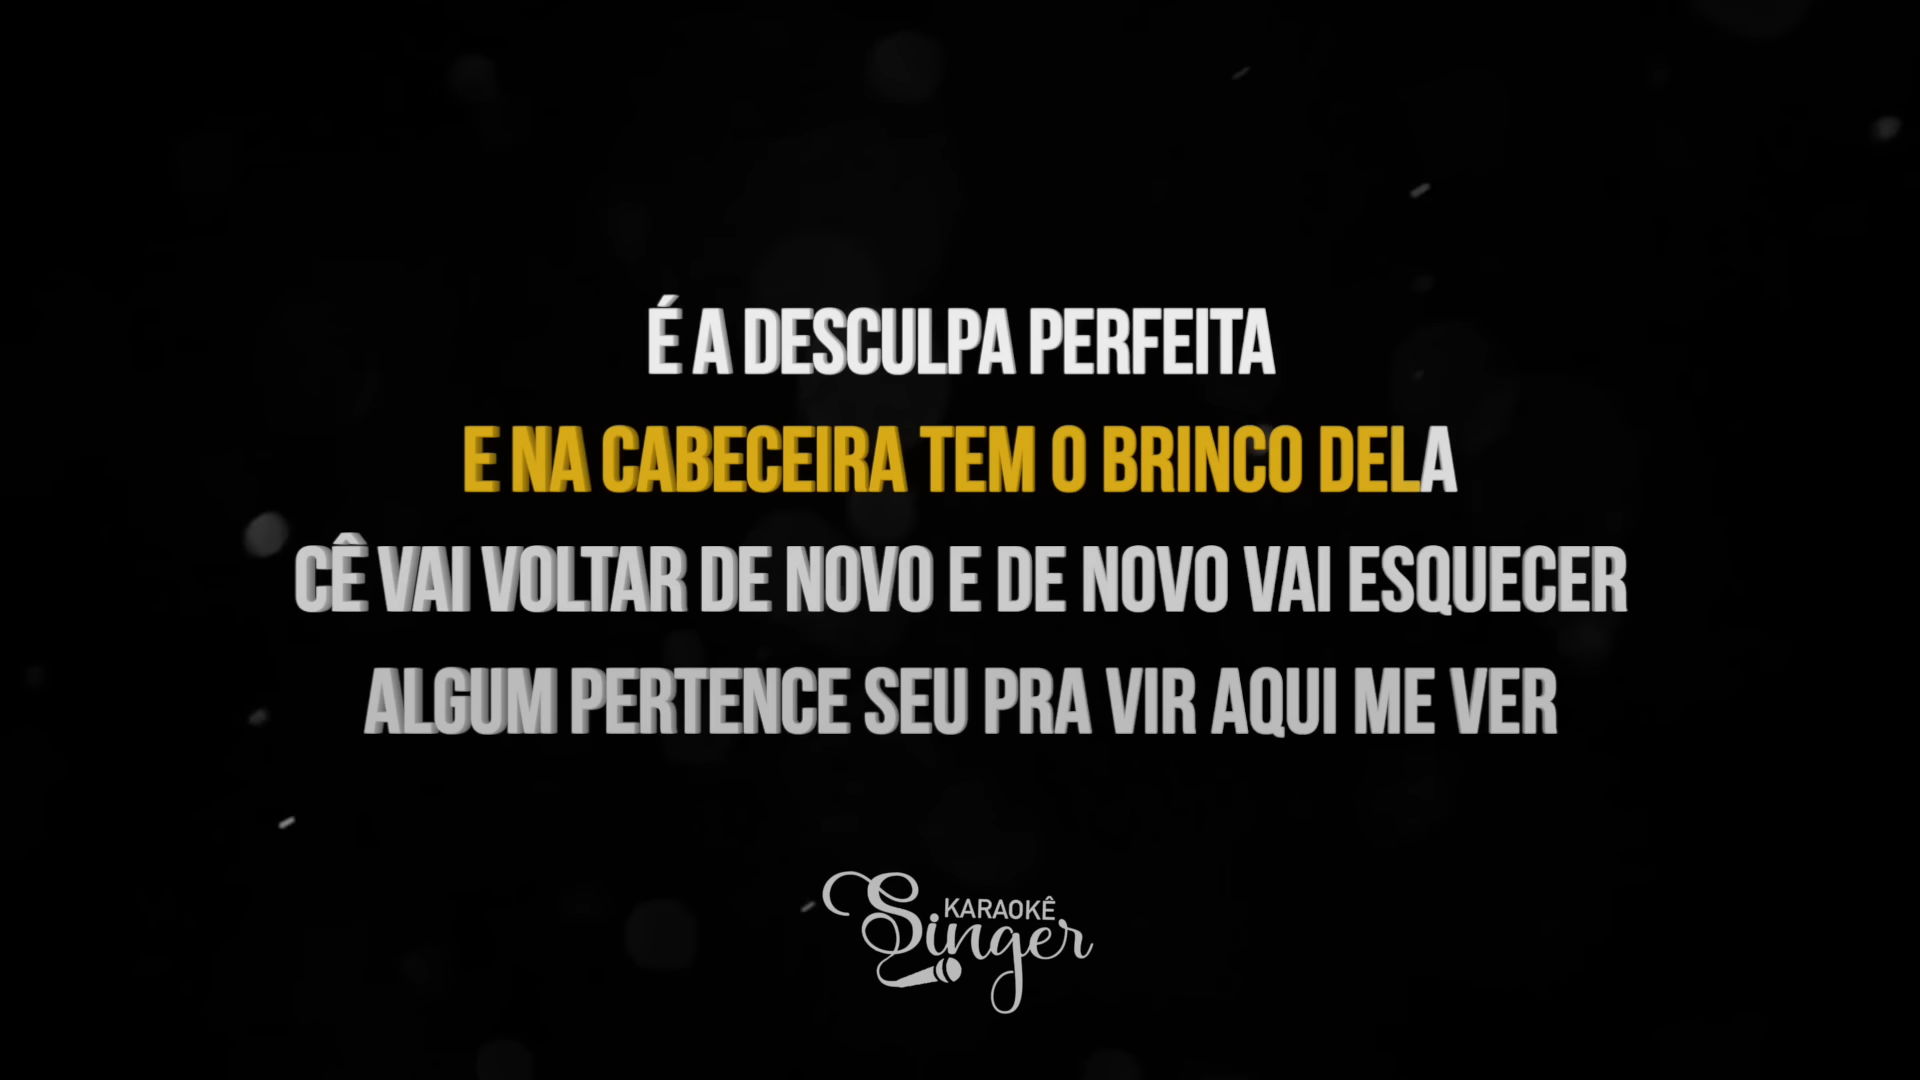 É A DESCULPA PERFEITA
E NA CABECEIRA TEM O BRINCO DELA
CÊ VAI VOLTAR DE NOVO E DE NOVO VAI ESQUECER
ALGUM PERTENCE SEU PRA VIR AQUI ME VER
KARAOKÊ
Singer